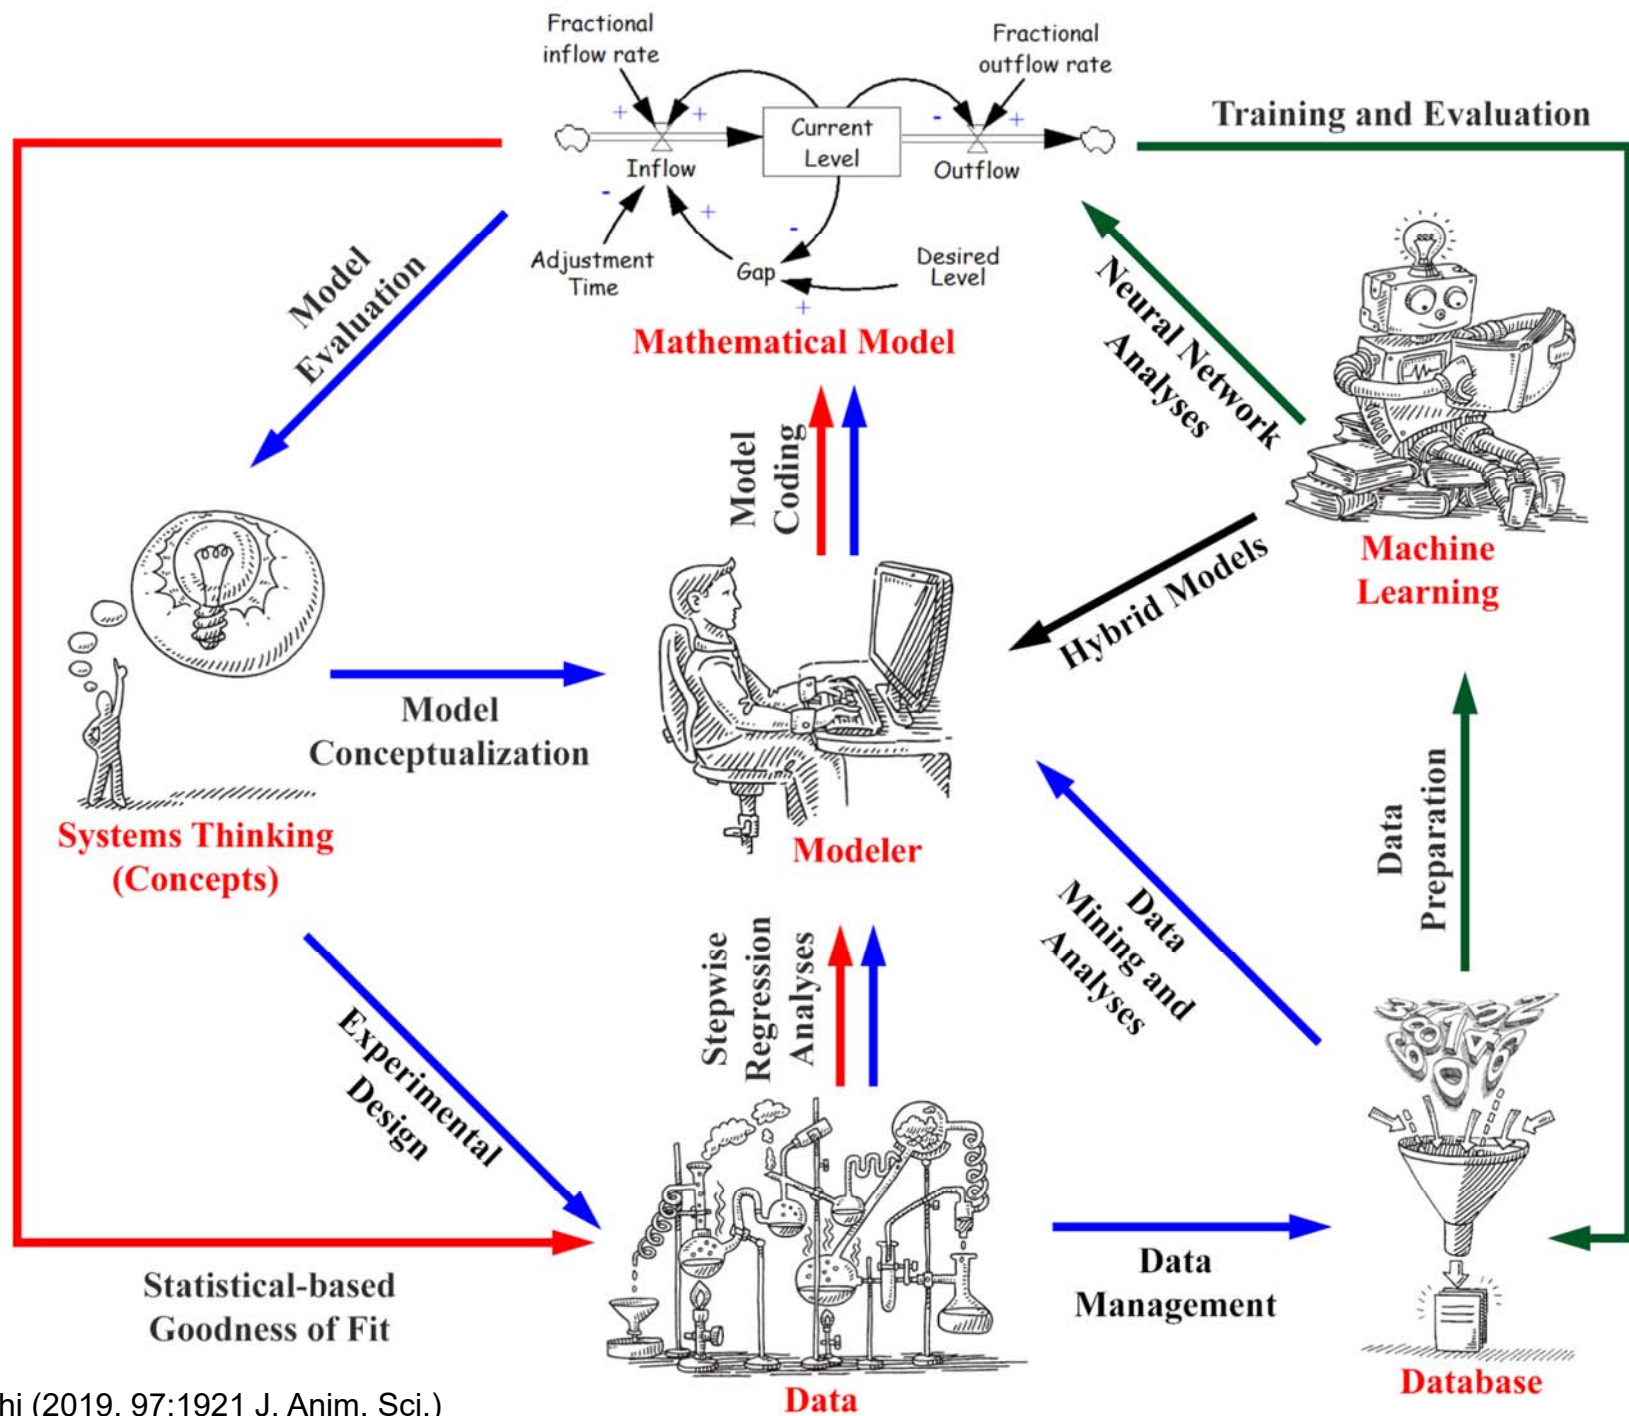 Fractional
inflow rate
Fractional
outflow rate
Training and Evaluation
+
+
-
+
Current
Level
Inflow
Outflow
-
+
-
Adjustment
Time
Gap
Desired
Level
+
Mathematical Model
Model
Evaluation
Neural Network
Analyses
Model
Coding
Machine
Learning
Hybrid Models
Model
Conceptualization
Systems Thinking
(Concepts)
Modeler
Data
Preparation
Data
Mining and
Analyses
Stepwise
Regression
Analyses
Experimental
Design
Statistical-based
Goodness of Fit
Data
Management
Data
Database
hi (2019, 97:1921 J. Anim. Sci.)